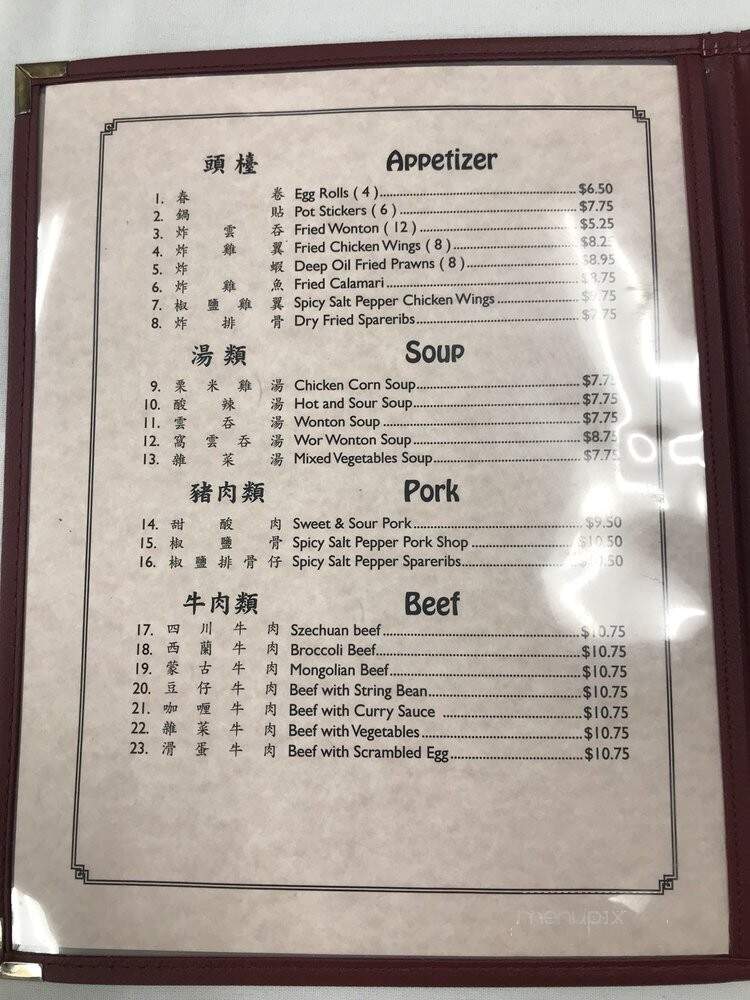 頭檯 Appetizer
1. 春卷 Egg Rolls ( 4 ) $6.50
2. 鍋貼 Pot Stickers ( 6 ) $7.75
3. 炸雲吞 Fried Wonton ( 12 ) $5.25
4. 炸雞翼 Fried Chicken Wings ( 8 )
5. 炸蝦 Deep Oil Fried Prawns ( 8 ) $8.95
6. 炸雞魚 Fried Calamari
7. 椒鹽雞翼 Spicy Salt Pepper Chicken Wings
8. 炸排骨 Dry Fried Spareribs
湯類 Soup
9. 粟米雞湯 Chicken Corn Soup $7.75
10. 酸辣湯 Hot and Sour Soup $7.75
11. 雲吞湯 Wonton Soup $7.75
12. 窩雲吞湯 Wor Wonton Soup $8.75
13. 雜菜湯 Mixed Vegetables Soup $7.75
豬肉類 Pork
14. 甜酸肉 Sweet & Sour Pork $9.50
15. 椒鹽骨 Spicy Salt Pepper Pork Shop $10.50
16. 椒鹽排骨仔 Spicy Salt Pepper Spareribs
牛肉類 Beef
17. 四川牛肉 Szechuan beef $10.75
18. 西蘭牛肉 Broccoli Beef $10.75
19. 蒙古牛肉 Mongolian Beef $10.75
20. 豆仔牛肉 Beef with String Bean $10.75
21. 咖喱牛肉 Beef with Curry Sauce $10.75
22. 雜菜牛肉 Beef with Vegetables $10.75
23. 滑蛋牛肉 Beef with Scrambled Egg $10.75
menupix